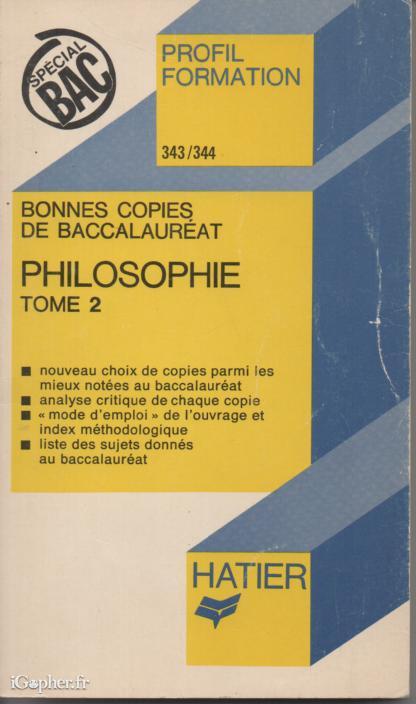 SPÉCIAL
BAC
PROFIL
FORMATION
343/344
BONNES COPIES
DE BACCALAURÉAT
PHILOSOPHIE
TOME 2
■ nouveau choix de copies parmi les
mieux notées au baccalauréat
■ analyse critique de chaque copie
■ « mode d'emploi » de l'ouvrage et
index méthodologique
■ liste des sujets donnés
au baccalauréat
HATIER
iGopher.fr